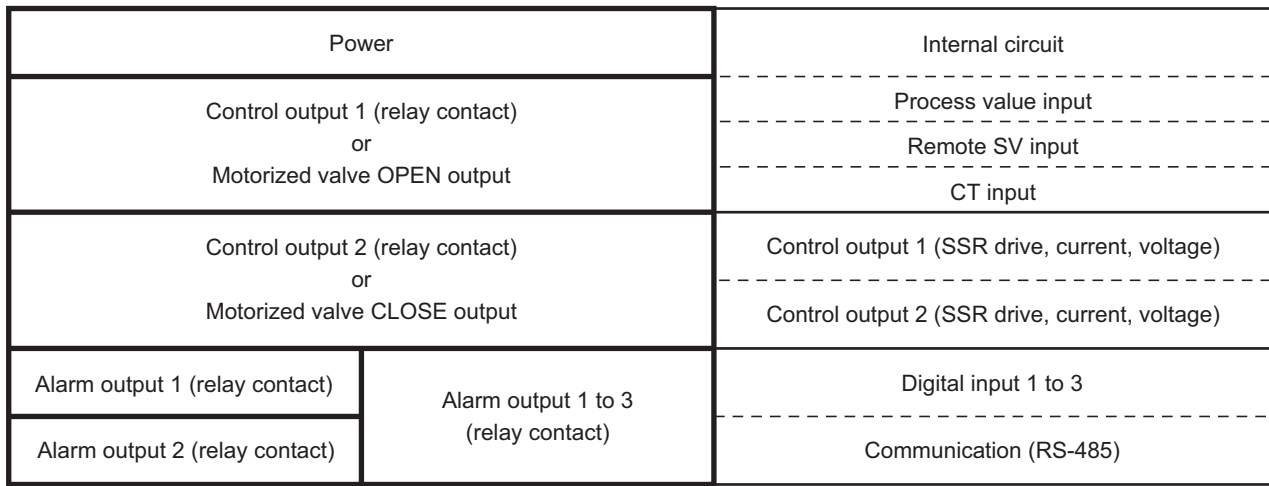 Power
Control output 1 (relay contact)
or
Motorized valve OPEN output
Control output 2 (relay contact)
or
Motorized valve CLOSE output
Alarm output 1 (relay contact)
Alarm output 2 (relay contact)
Alarm output 1 to 3
(relay contact)
Internal circuit
Process value input
Remote SV input
CT input
Control output 1 (SSR drive, current, voltage)
Control output 2 (SSR drive, current, voltage)
Digital input 1 to 3
Communication (RS-485)